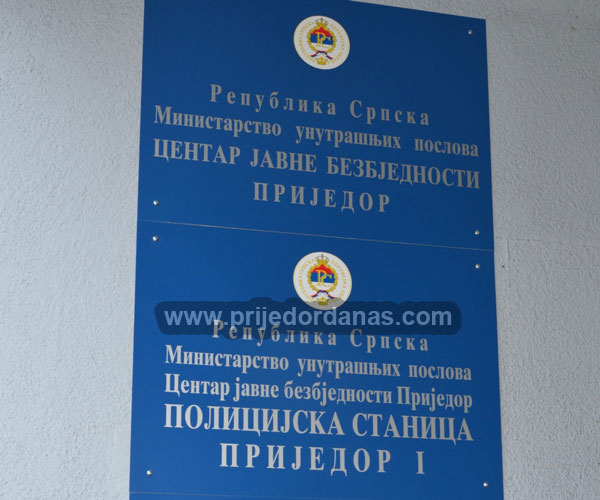 Република Српска
Министарство унутрашњих послова
ЦЕНТАР ЈАВНЕ БЕЗБЈЕДНОСТИ
ПРИЈЕДОР
www.prijedordanas.com
Република Српска
Министарство унутрашњих послова
Центар јавне безбједности Приједор
ПОЛИЦИЈСКА СТАНИЦА
ПРИЈЕДОР I